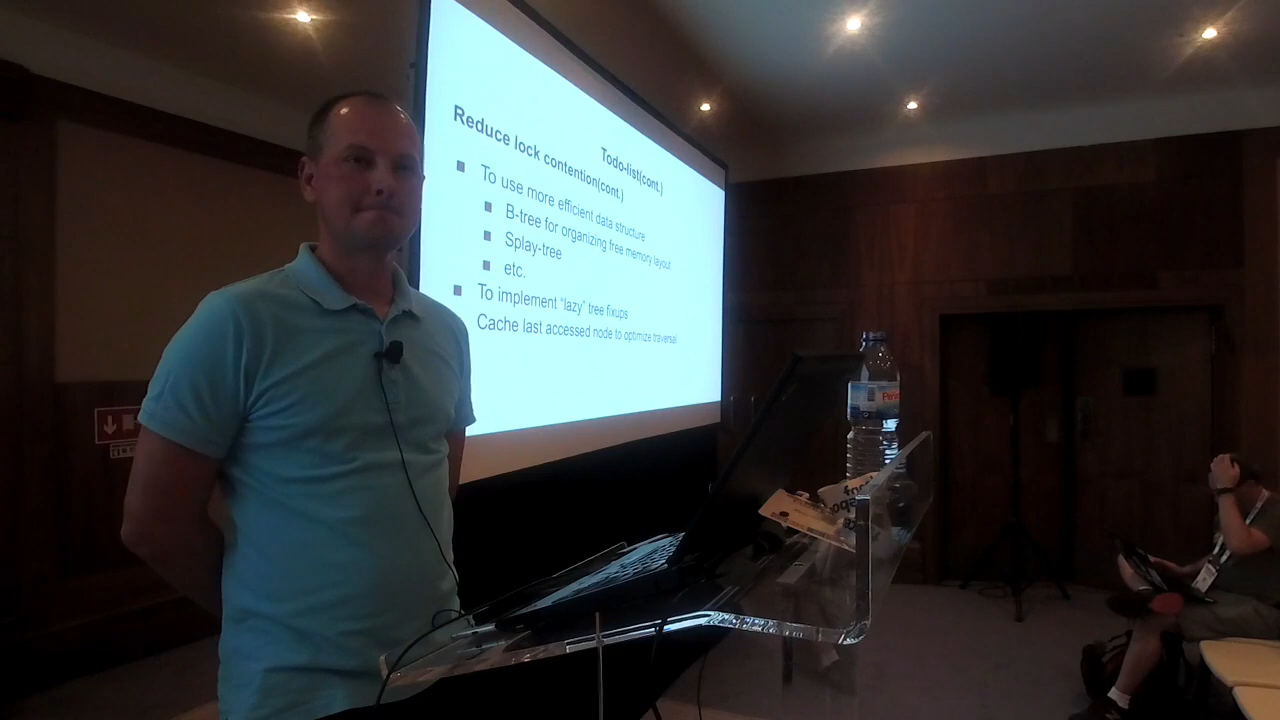 Todo-list(cont.)
Reduce lock contention(cont.)
To use more efficient data structure
B-tree for organizing free memory layout
Splay-tree
etc.
To implement “lazy” tree fixups
Cache last accessed node to optimize traversal